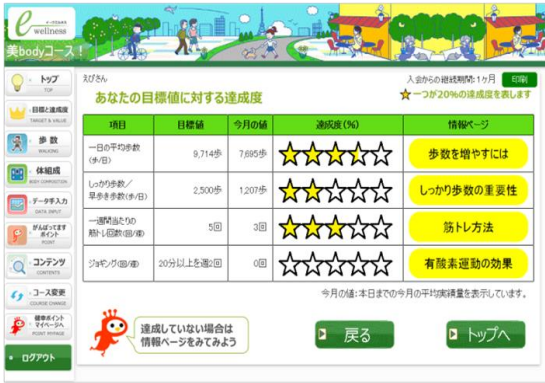 e wellness
美bodyコース!
トップ
TOP
目標と達成度
TARGET & VALUE
歩数
WALKING
体組成
BODY COMPOSITION
データ手入力
DATA INPUT
がんばってます
ポイント
POINT
コンテンツ
CONTENTS
コース変更
COURSE CHANGE
健幸ポイント
マイページへ
POINT MYPAGE
ログアウト
えびさん
入会からの継続期間:1ヶ月 印刷
あなたの目標値に対する達成度
一つが20%の達成度を表します
項目 目標値 今月の値 達成度(%) 情報ページ
一日の平均歩数
(歩/日)
9,714歩 7,695歩 歩数を増やすには
しっかり歩数/
早歩き歩数(歩/日)
2,500歩 1,207歩 しっかり歩数の重要性
一週間当たりの
筋トレ回数(回/週)
5回 3回 筋トレ方法
ジョギング(回/週) 20分以上を週2回 0回 有酸素運動の効果
今月の値:本日までの今月の平均実績量を表示しています。
達成していない場合は
情報ページをみてみよう
戻る
トップへ